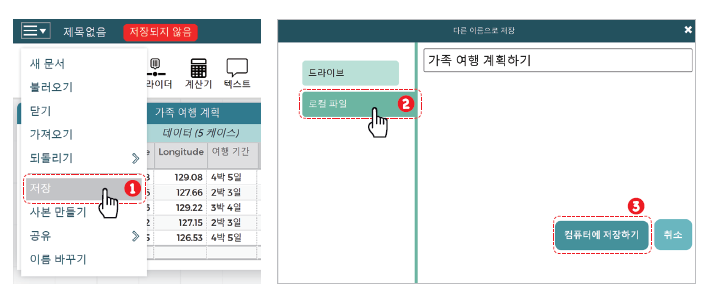 제목없음 저장되지 않음
새 문서
불러오기
닫기
가져오기
되돌리기
저장
사본 만들기
공유
이름 바꾸기
라이더 계산기 텍스트
가족 여행 계획
데이터 (5 케이스)
e Longitude 여행 기간
3 129.08 4박 5일
127.66 2박 3일
129.22 3박 4일
2 127.15 2박 3일
126.53 4박 5일
1
다른 이름으로 저장
드라이브
로컬 파일
2
가족 여행 계획하기
3
컴퓨터에 저장하기 취소